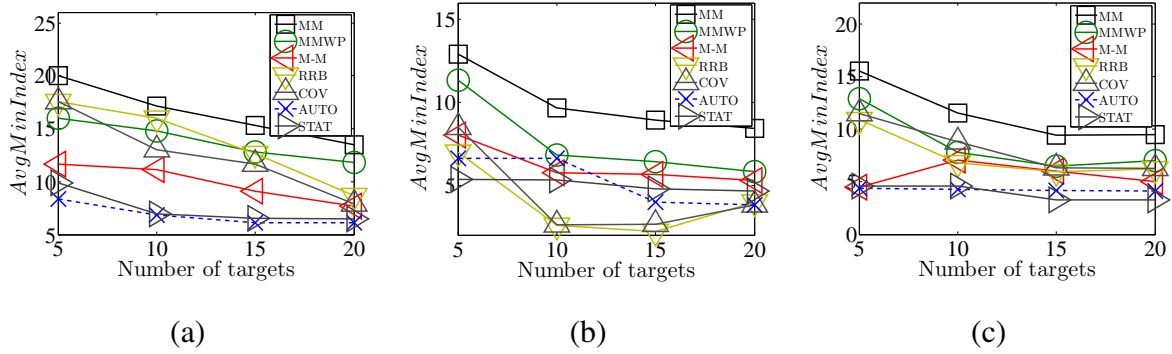 AvgMinIndex
25
20
15
10
5
5 10 15 20
Number of targets
MM
MMWP
M-M
RRB
COV
AUTO
STAT
(a)
AvgMinIndex
15
10
5
5 10 15 20
Number of targets
MM
MMWP
M-M
RRB
COV
AUTO
STAT
(b)
AvgMinIndex
20
15
10
5
0
5 10 15 20
Number of targets
MM
MMWP
M-M
RRB
COV
AUTO
STAT
(c)